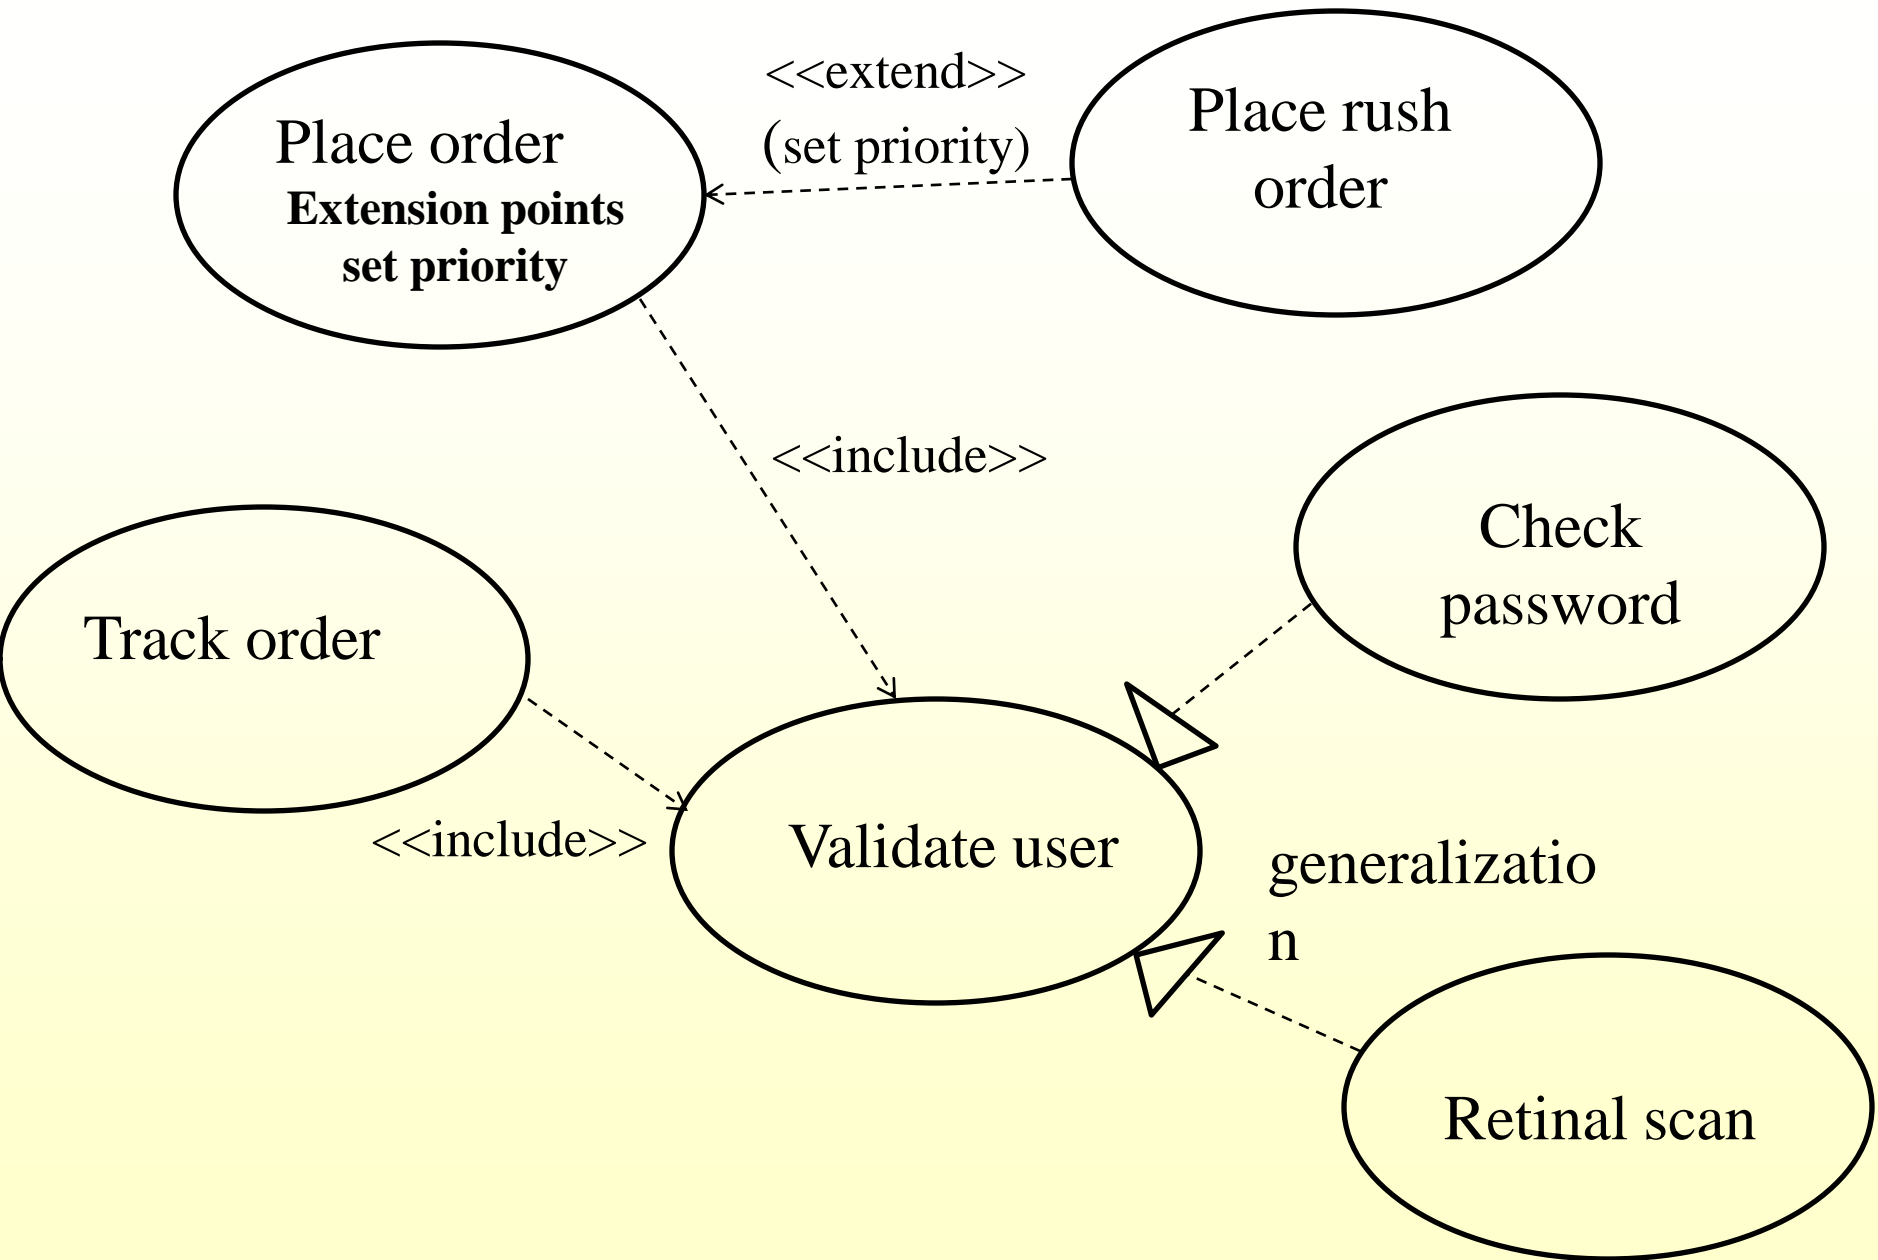 <<extend>>
(set priority)
Place order
Extension points
set priority
Place rush
order
<<include>>
Check
password
Track order
<<include>>
Validate user
generalizatio
n
Retinal scan